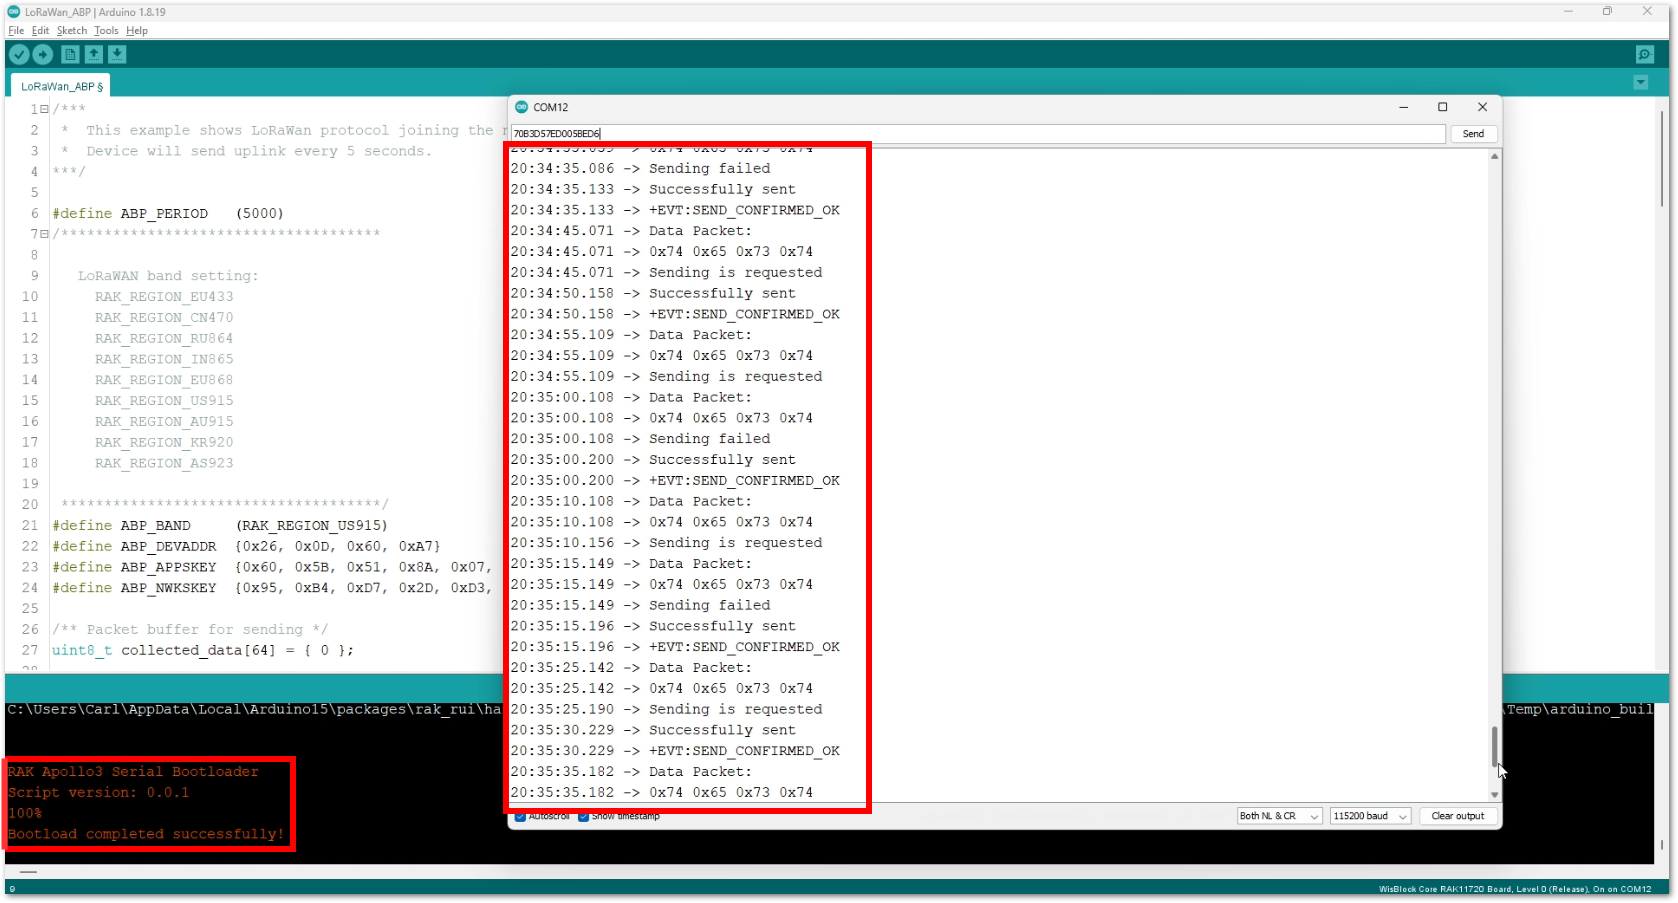 LoRaWan_ABP | Arduino 1.8.19
File Edit Sketch Tools Help
LoRaWan_ABP §
1 /***
2 * This example shows LoRaWan protocol joining the
3 * Device will send uplink every 5 seconds.
4 ***/
5
6 #define ABP_PERIOD (5000)
7 /*************************************
8
9 LoRaWAN band setting:
10 RAK_REGION_EU433
11 RAK_REGION_CN470
12 RAK_REGION_RU864
13 RAK_REGION_IN865
14 RAK_REGION_EU868
15 RAK_REGION_US915
16 RAK_REGION_AU915
17 RAK_REGION_KR920
18 RAK_REGION_AS923
19
20 *************************************/
21 #define ABP_BAND (RAK_REGION_US915)
22 #define ABP_DEVADDR {0x26, 0x0D, 0x60, 0xA7}
23 #define ABP_APPSKEY {0x60, 0x5B, 0x51, 0x8A, 0x07,
24 #define ABP_NWKSKEY {0x95, 0xB4, 0xD7, 0x2D, 0xD3,
25
26 /** Packet buffer for sending */
27 uint8_t collected_data[64] = { 0 };
COM12
70B3D57ED005BED6
Send
20:34:35.086 -> Sending failed
20:34:35.133 -> Successfully sent
20:34:35.133 -> +EVT:SEND_CONFIRMED_OK
20:34:45.071 -> Data Packet:
20:34:45.071 -> 0x74 0x65 0x73 0x74
20:34:45.071 -> Sending is requested
20:34:50.158 -> Successfully sent
20:34:50.158 -> +EVT:SEND_CONFIRMED_OK
20:34:55.109 -> Data Packet:
20:34:55.109 -> 0x74 0x65 0x73 0x74
20:34:55.109 -> Sending is requested
20:35:00.108 -> Data Packet:
20:35:00.108 -> 0x74 0x65 0x73 0x74
20:35:00.108 -> Sending failed
20:35:00.200 -> Successfully sent
20:35:00.200 -> +EVT:SEND_CONFIRMED_OK
20:35:10.108 -> Data Packet:
20:35:10.108 -> 0x74 0x65 0x73 0x74
20:35:10.156 -> Sending is requested
20:35:15.149 -> Data Packet:
20:35:15.149 -> 0x74 0x65 0x73 0x74
20:35:15.149 -> Sending failed
20:35:15.196 -> Successfully sent
20:35:15.196 -> +EVT:SEND_CONFIRMED_OK
20:35:25.142 -> Data Packet:
20:35:25.142 -> 0x74 0x65 0x73 0x74
20:35:25.190 -> Sending is requested
20:35:30.229 -> Successfully sent
20:35:30.229 -> +EVT:SEND_CONFIRMED_OK
20:35:35.182 -> Data Packet:
20:35:35.182 -> 0x74 0x65 0x73 0x74
Autoscroll Show timestamp
Both NL & CR 115200 baud Clear output
C:\Users\Carl\AppData\Local\Arduino15\packages\rak_rui\ha
\Temp\arduino_buil
RAK Apollo3 Serial Bootloader
Script version: 0.0.1
100%
Bootload completed successfully!
9
WisBlock Core RAK11720 Board, Level 0 (Release), On on COM12